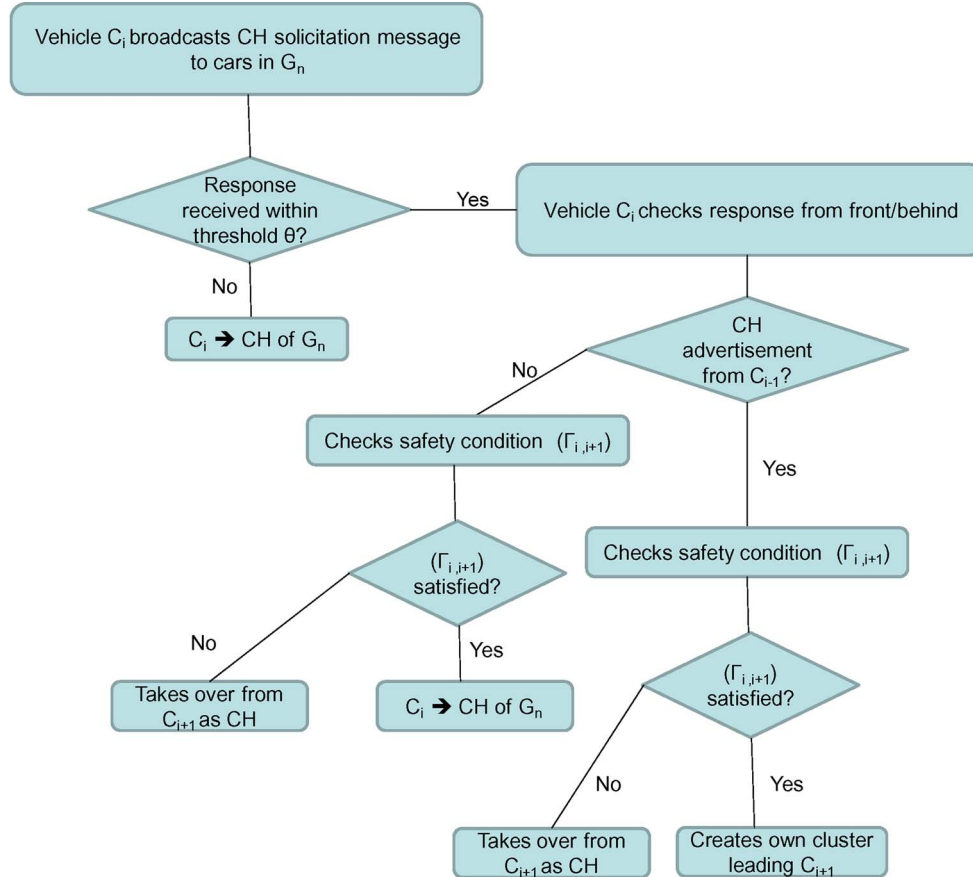 Vehicle Cᵢ broadcasts CH solicitation message
to cars in Gₙ
Response
received within
threshold θ?
Yes
Vehicle Cᵢ checks response from front/behind
No
Cᵢ ➔ CH of Gₙ
CH
advertisement
from Cᵢ₋₁?
No
Checks safety condition (Γᵢ,ᵢ₊₁)
Yes
Checks safety condition (Γᵢ,ᵢ₊₁)
(Γᵢ,ᵢ₊₁)
satisfied?
No
Yes
Takes over from
Cᵢ₊₁ as CH
Cᵢ ➔ CH of Gₙ
(Γᵢ,ᵢ₊₁)
satisfied?
No
Yes
Takes over from
Cᵢ₊₁ as CH
Creates own cluster
leading Cᵢ₊₁